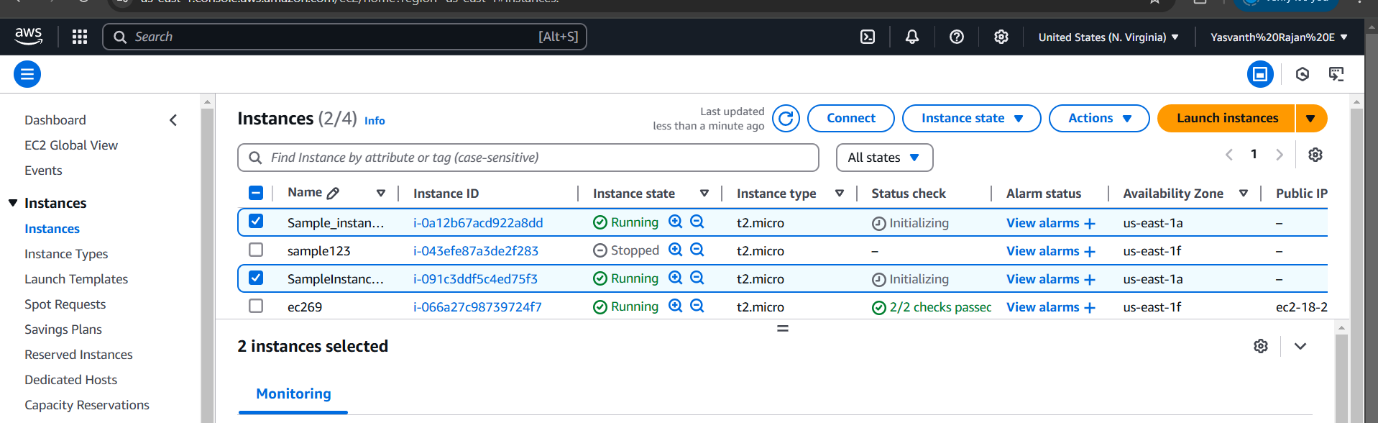 aws Search [Alt+S] United States (N. Virginia) Yasvanth%20Rajan%20E
Dashboard
EC2 Global View
Events
Instances
Instances
Instance Types
Launch Templates
Spot Requests
Savings Plans
Reserved Instances
Dedicated Hosts
Capacity Reservations
Instances (2/4) Info
Last updated
less than a minute ago
Connect Instance state Actions Launch instances
Find Instance by attribute or tag (case-sensitive) All states 1
Name Instance ID Instance state Instance type Status check Alarm status Availability Zone Public IP
Sample_instan... i-0a12b67acd922a8dd Running t2.micro Initializing View alarms + us-east-1a –
sample123 i-043efe87a3de2f283 Stopped t2.micro – View alarms + us-east-1f –
SampleInstanc... i-091c3ddf5c4ed75f3 Running t2.micro Initializing View alarms + us-east-1a –
ec269 i-066a27c98739724f7 Running t2.micro 2/2 checks passec View alarms + us-east-1f ec2-18-2
2 instances selected
Monitoring